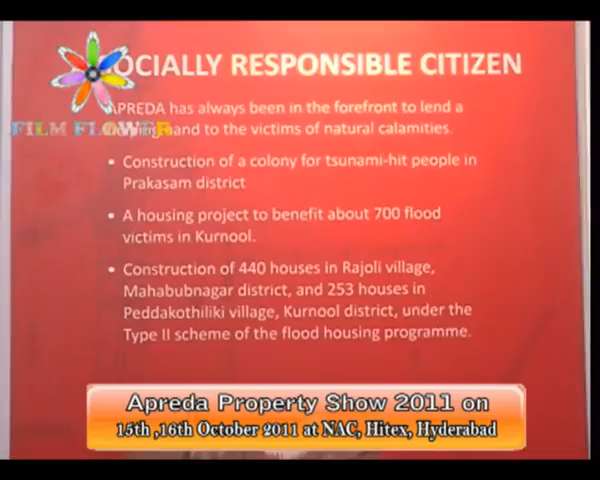 OCIALLY RESPONSIBLE CITIZEN
APREDA has always been in the forefront to lend a
hand to the victims of natural calamities.
FILM FLOWER
• Construction of a colony for tsunami-hit people in
Prakasam district
• A housing project to benefit about 700 flood
victims in Kurnool.
• Construction of 440 houses in Rajoli village,
Mahabubnagar district, and 253 houses in
Peddakothiliki village, Kurnool district, under the
Type II scheme of the flood housing programme.
Apreda Property Show 2011 on
15th ,16th October 2011 at NAC, Hitex, Hyderabad